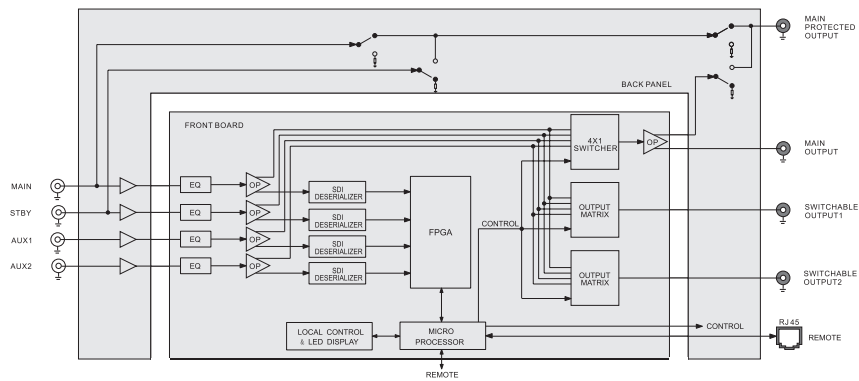 MAIN
PROTECTED
OUTPUT
BACK PANEL
FRONT BOARD
4X1
SWITCHER
OP
MAIN
OUTPUT
MAIN
EQ
OP
SDI
DESERIALIZER
STBY
EQ
OP
SDI
DESERIALIZER
AUX1
EQ
OP
SDI
DESERIALIZER
AUX2
EQ
OP
SDI
DESERIALIZER
FPGA
CONTROL
OUTPUT
MATRIX
SWITCHABLE
OUTPUT1
OUTPUT
MATRIX
SWITCHABLE
OUTPUT2
LOCAL CONTROL
& LED DISPLAY
MICRO
PROCESSOR
CONTROL
RJ45
REMOTE
REMOTE